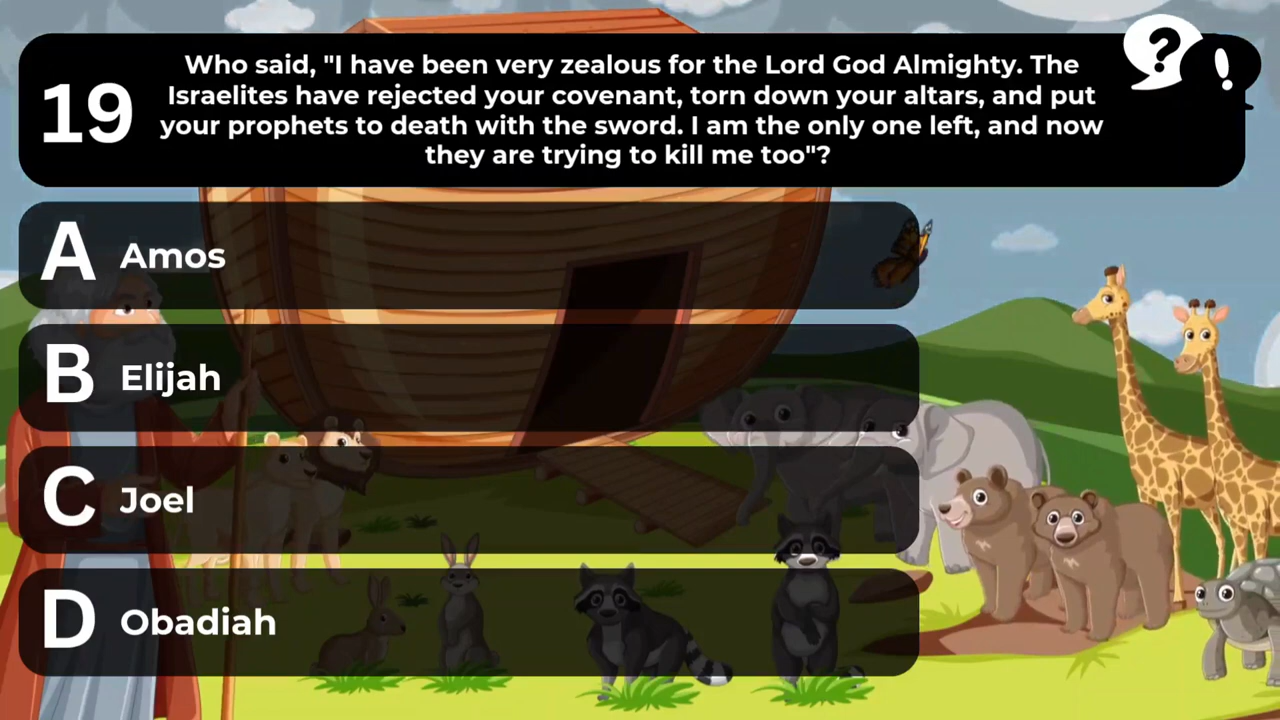 ?
!
19
Who said, "I have been very zealous for the Lord God Almighty. The
Israelites have rejected your covenant, torn down your altars, and put
your prophets to death with the sword. I am the only one left, and now
they are trying to kill me too"?
A Amos
B Elijah
C Joel
D Obadiah